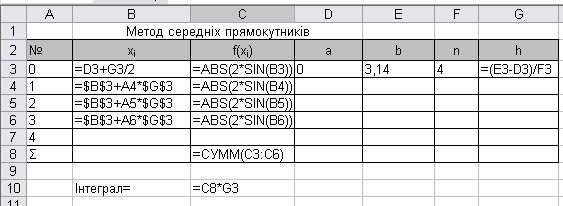 A B C D E F G
1 Метод середніх прямокутників
2 № xi f(xi) a b n h
3 0 =D3+G3/2 =ABS(2*SIN(B3)) 0 3,14 4 =(E3-D3)/F3
4 1 =$B$3+A4*$G$3 =ABS(2*SIN(B4))
5 2 =$B$3+A5*$G$3 =ABS(2*SIN(B5))
6 3 =$B$3+A6*$G$3 =ABS(2*SIN(B6))
7 4
8 Σ =СУММ(C3:C6)
9
10 Інтеграл= =C8*G3
11